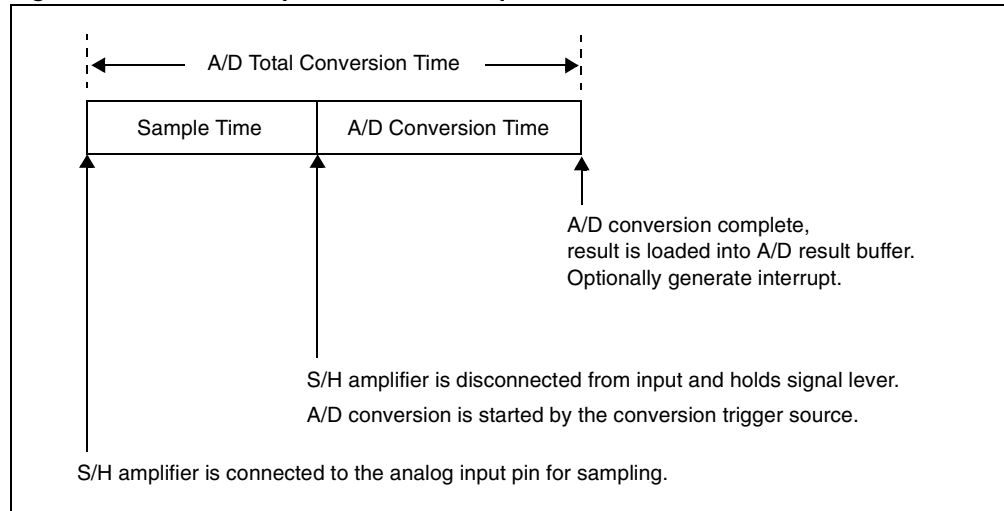 A/D Total Conversion Time
Sample Time
A/D Conversion Time
A/D conversion complete,
result is loaded into A/D result buffer.
Optionally generate interrupt.
S/H amplifier is disconnected from input and holds signal lever.
A/D conversion is started by the conversion trigger source.
S/H amplifier is connected to the analog input pin for sampling.